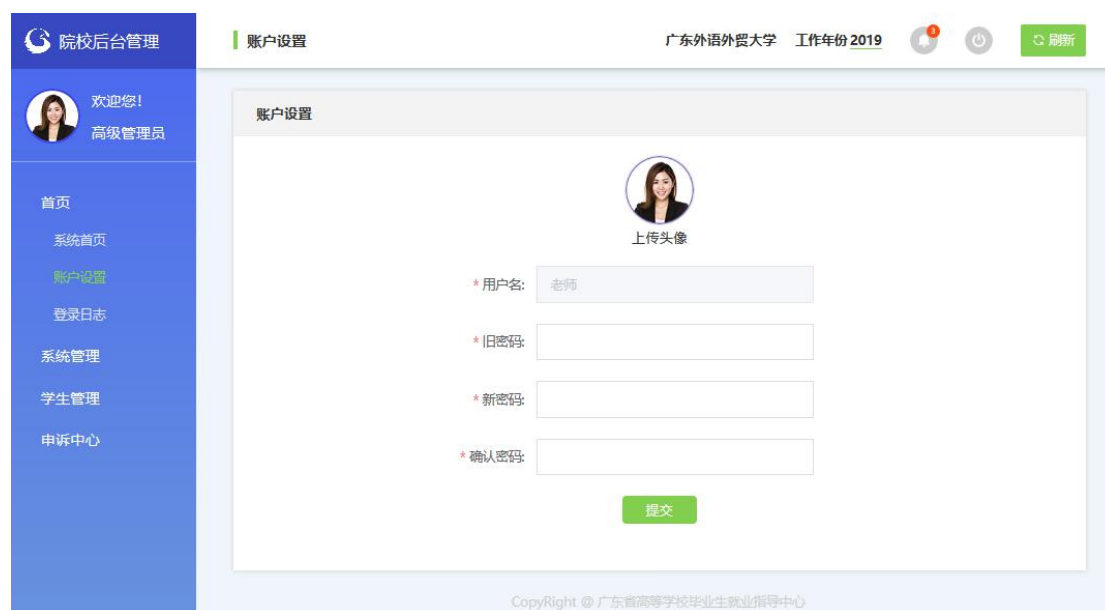 院校后台管理
账户设置
广东外语外贸大学 工作年份 2019
3
刷新
欢迎您!
高级管理员
首页
系统首页
账户设置
登录日志
系统管理
学生管理
申诉中心
账户设置
上传头像
* 用户名: 老师
* 旧密码:
* 新密码:
* 确认密码:
提交
CopyRight @ 广东省高等学校毕业生就业指导中心